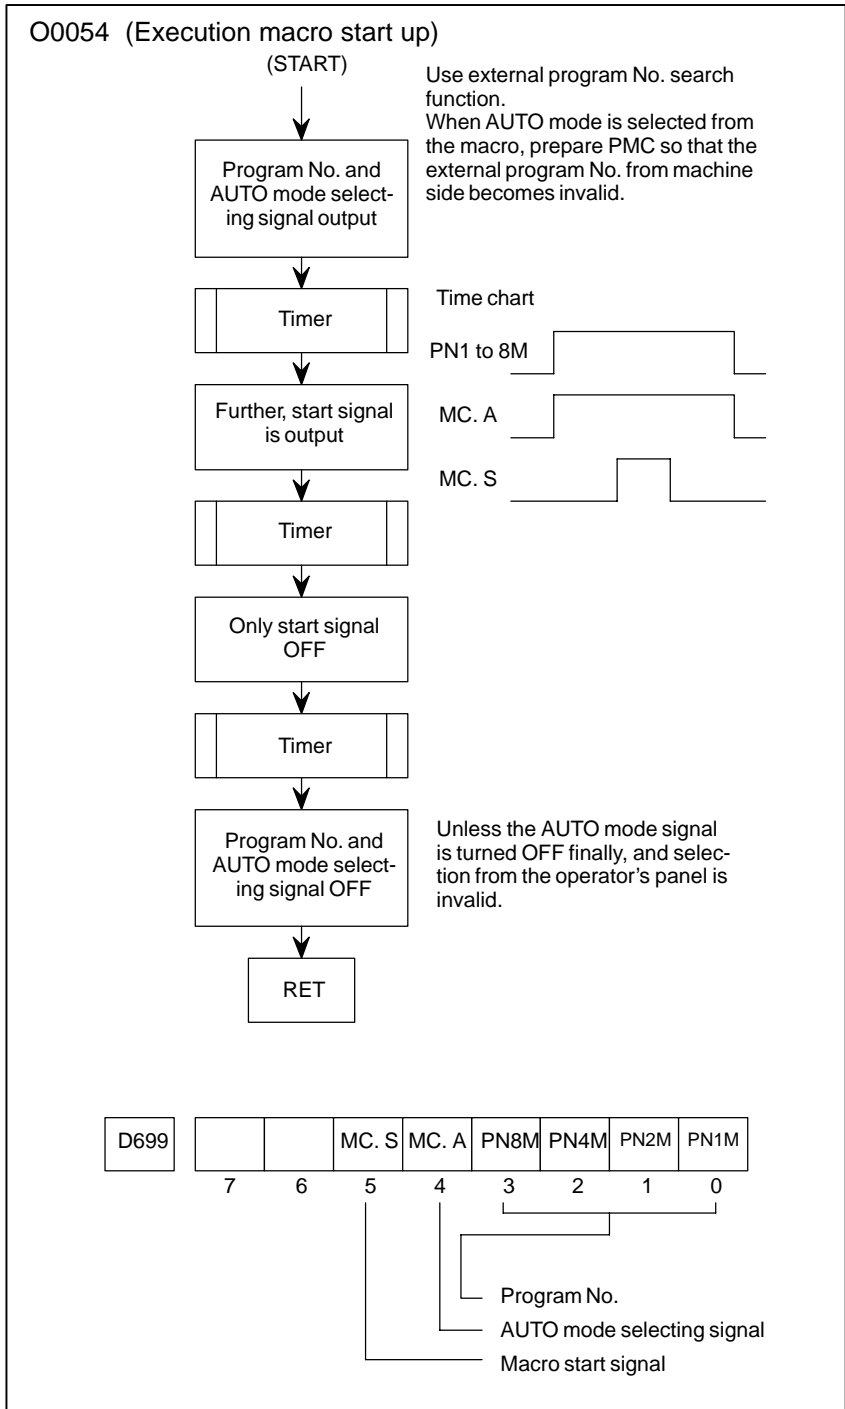 O0054 (Execution macro start up)
(START)
Use external program No. search
function.
When AUTO mode is selected from
the macro, prepare PMC so that the
external program No. from machine
side becomes invalid.
Program No. and
AUTO mode select-
ing signal output
Timer
Time chart
PN1 to 8M
Further, start signal
is output
MC. A
MC. S
Timer
Only start signal
OFF
Timer
Program No. and
AUTO mode select-
ing signal OFF
Unless the AUTO mode signal
is turned OFF finally, and selec-
tion from the operator's panel is
invalid.
RET
D699 MC. S MC. A PN8M PN4M PN2M PN1M
7 6 5 4 3 2 1 0
Program No.
AUTO mode selecting signal
Macro start signal